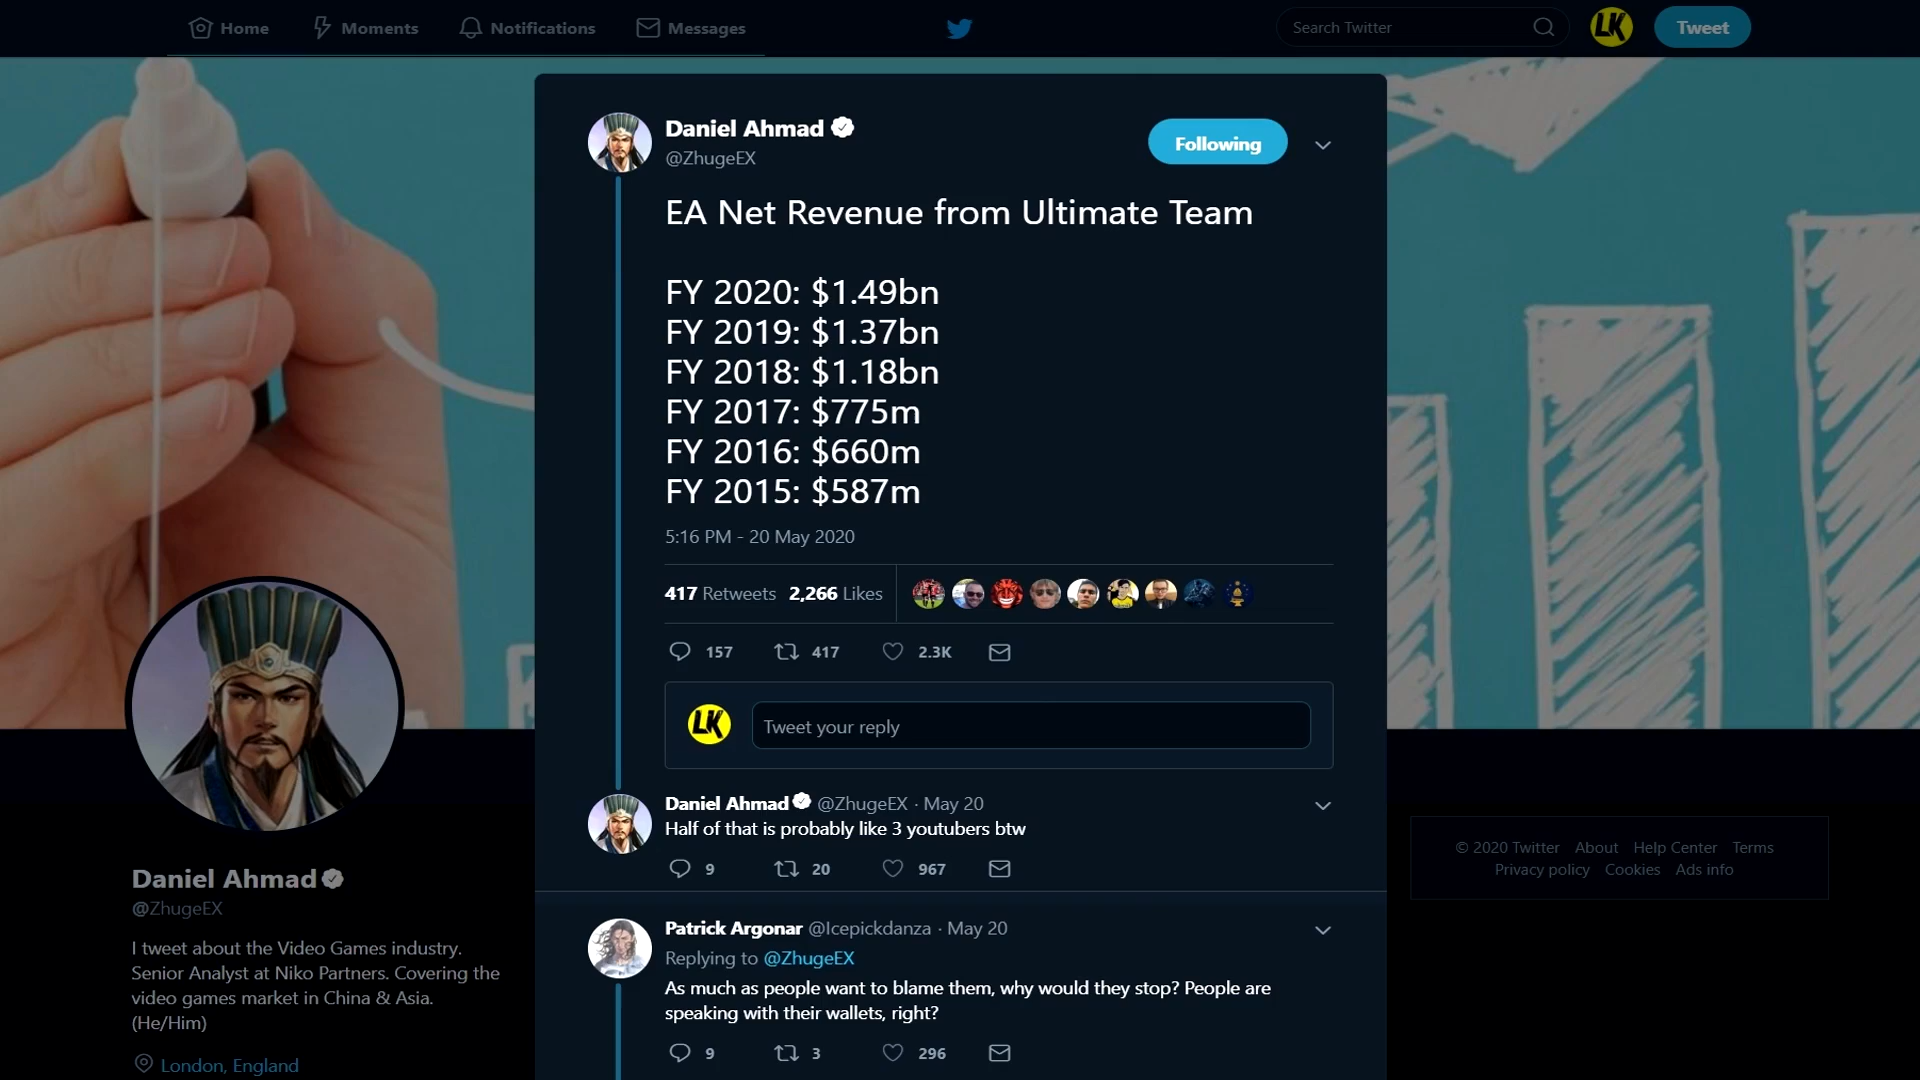 Home
Moments
Notifications
Messages
Search Twitter
LK
Tweet
Daniel Ahmad
@ZhugeEX
Following
EA Net Revenue from Ultimate Team
FY 2020: $1.49bn
FY 2019: $1.37bn
FY 2018: $1.18bn
FY 2017: $775m
FY 2016: $660m
FY 2015: $587m
5:16 PM - 20 May 2020
417 Retweets 2,266 Likes
157 417 2.3K
LK
Tweet your reply
Daniel Ahmad @ZhugeEX · May 20
Half of that is probably like 3 youtubers btw
9 20 967
Patrick Argonar @Icepickdanza · May 20
Replying to @ZhugeEX
As much as people want to blame them, why would they stop? People are
speaking with their wallets, right?
9 3 296
Daniel Ahmad
@ZhugeEX
I tweet about the Video Games industry.
Senior Analyst at Niko Partners. Covering the
video games market in China & Asia.
(He/Him)
London, England
© 2020 Twitter About Help Center Terms
Privacy policy Cookies Ads info